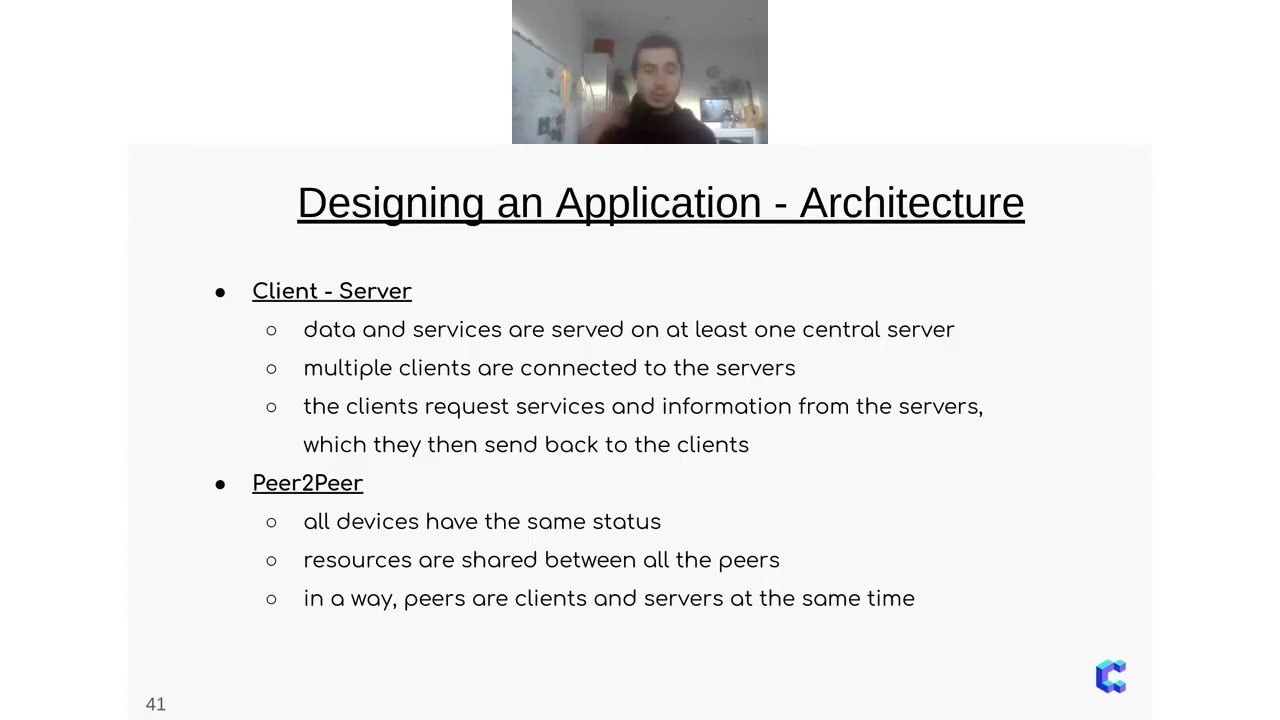 Designing an Application - Architecture
● Client - Server
○ data and services are served on at least one central server
○ multiple clients are connected to the servers
○ the clients request services and information from the servers,
which they then send back to the clients
● Peer2Peer
○ all devices have the same status
○ resources are shared between all the peers
○ in a way, peers are clients and servers at the same time
41